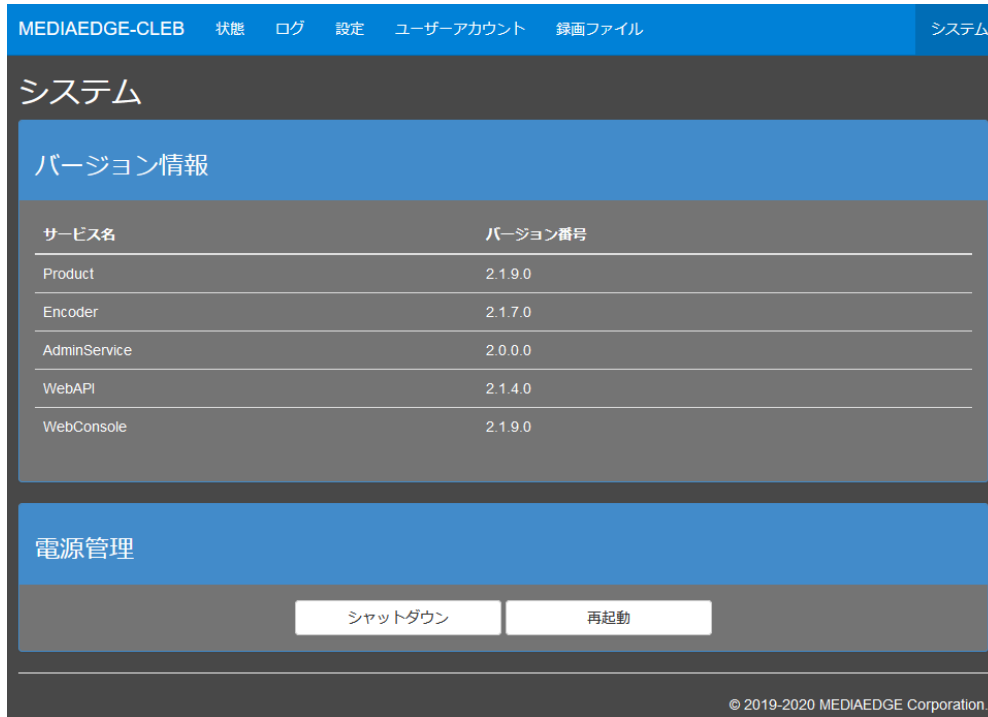 MEDIAEDGE-CLEB 状態 ログ 設定 ユーザーアカウント 録画ファイル システム
システム
バージョン情報
サービス名 バージョン番号
Product 2.1.9.0
Encoder 2.1.7.0
AdminService 2.0.0.0
WebAPI 2.1.4.0
WebConsole 2.1.9.0
電源管理
シャットダウン 再起動
© 2019-2020 MEDIAEDGE Corporation.